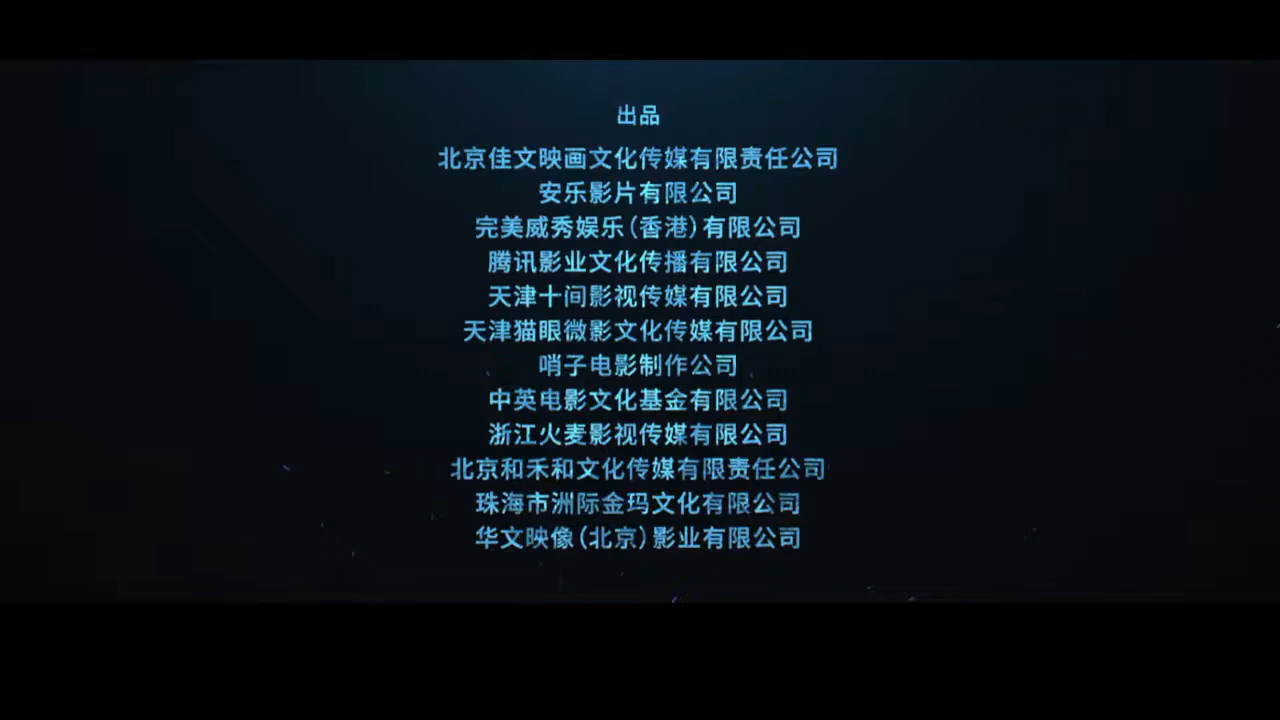 出品
北京佳文映画文化传媒有限责任公司
安乐影片有限公司
完美威秀娱乐(香港)有限公司
腾讯影业文化传播有限公司
天津十间影视传媒有限公司
天津猫眼微影文化传媒有限公司
哨子电影制作公司
中英电影文化基金有限公司
浙江火麦影视传媒有限公司
北京和禾和文化传媒有限责任公司
珠海市洲际金玛文化有限公司
华文映像(北京)影业有限公司